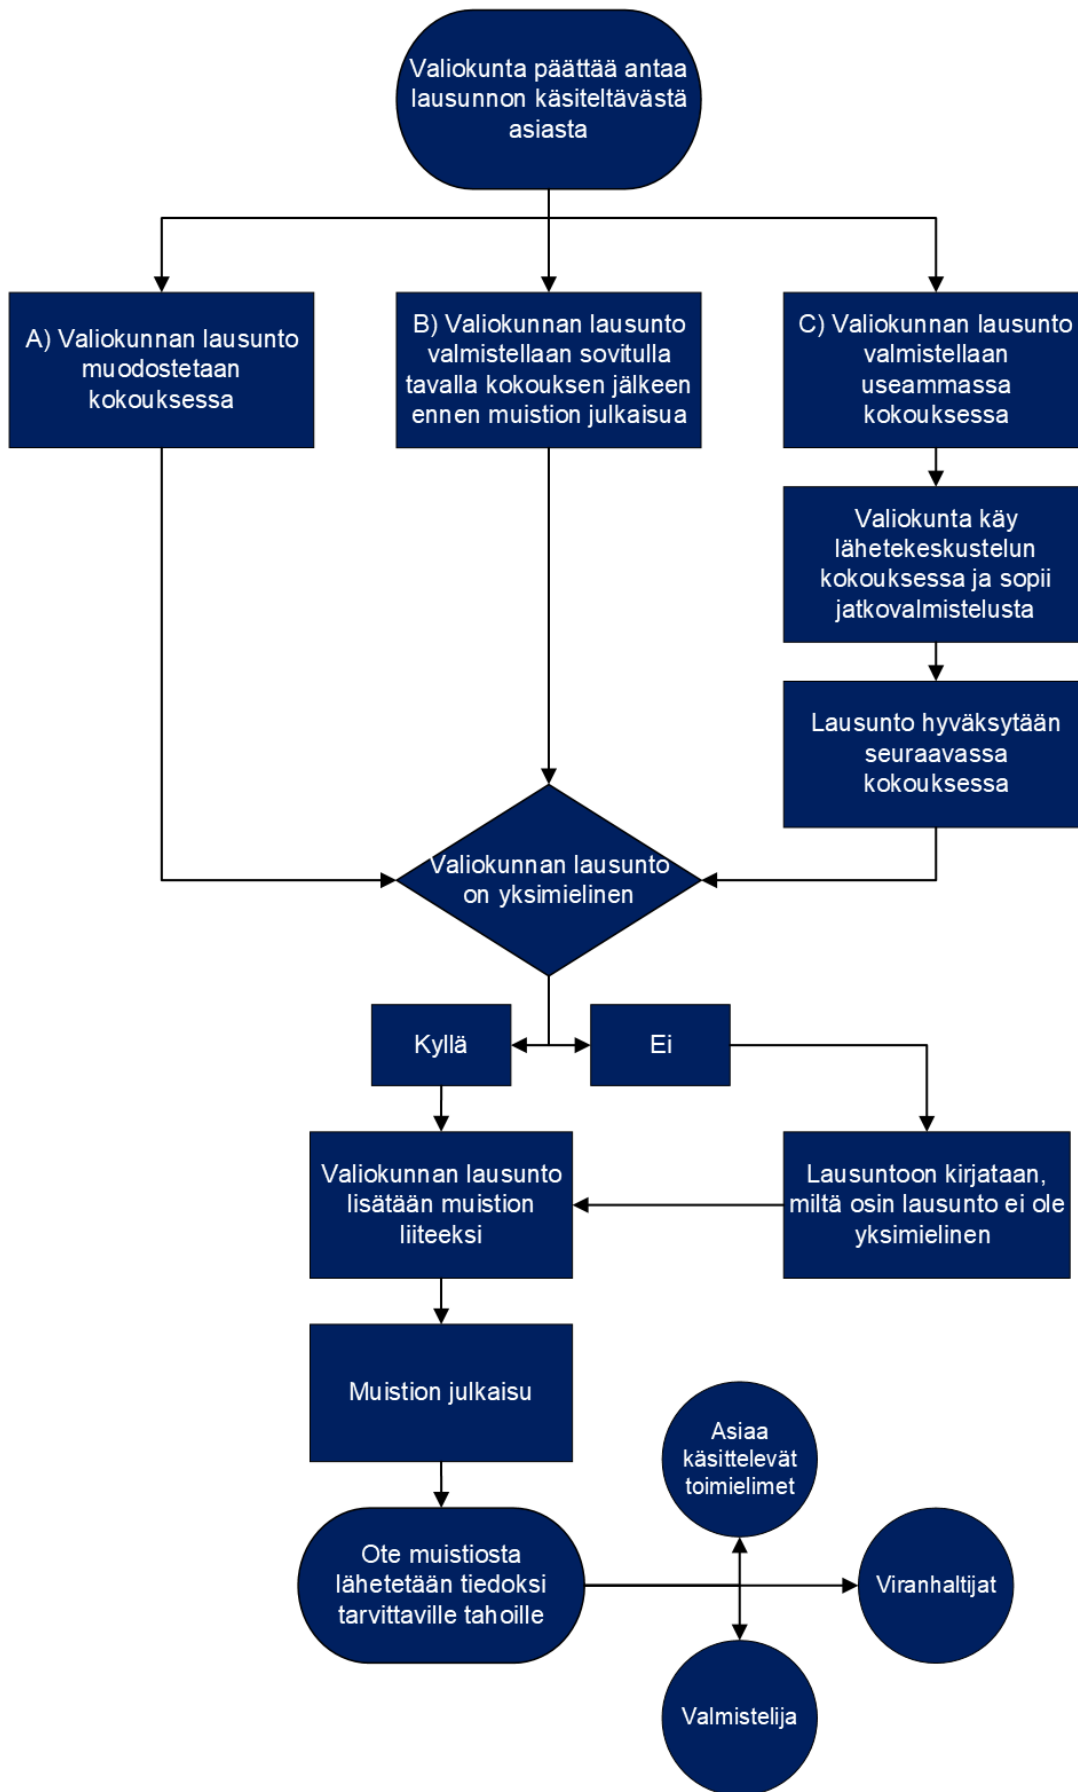 Valiokunta päättää antaa
lausunnon käsiteltävästä
asiasta
A) Valiokunnan lausunto
muodostetaan
kokouksessa
B) Valiokunnan lausunto
valmistellaan sovitulla
tavalla kokouksen jälkeen
ennen muistion julkaisua
C) Valiokunnan lausunto
valmistellaan
useammassa
kokouksessa
Valiokunta käy
lähetekeskustelun
kokouksessa ja sopii
jatkovalmistelusta
Lausunto hyväksytään
seuraavassa
kokouksessa
Valiokunnan lausunto
on yksimielinen
Kyllä
Ei
Valiokunnan lausunto
lisätään muistion
liiteeksi
Lausuntoon kirjataan,
miltä osin lausunto ei ole
yksimielinen
Muistion julkaisu
Asiaa
käsittelevät
toimielimet
Ote muistiosta
lähetetään tiedoksi
tarvittaville tahoille
Viranhaltijat
Valmistelija